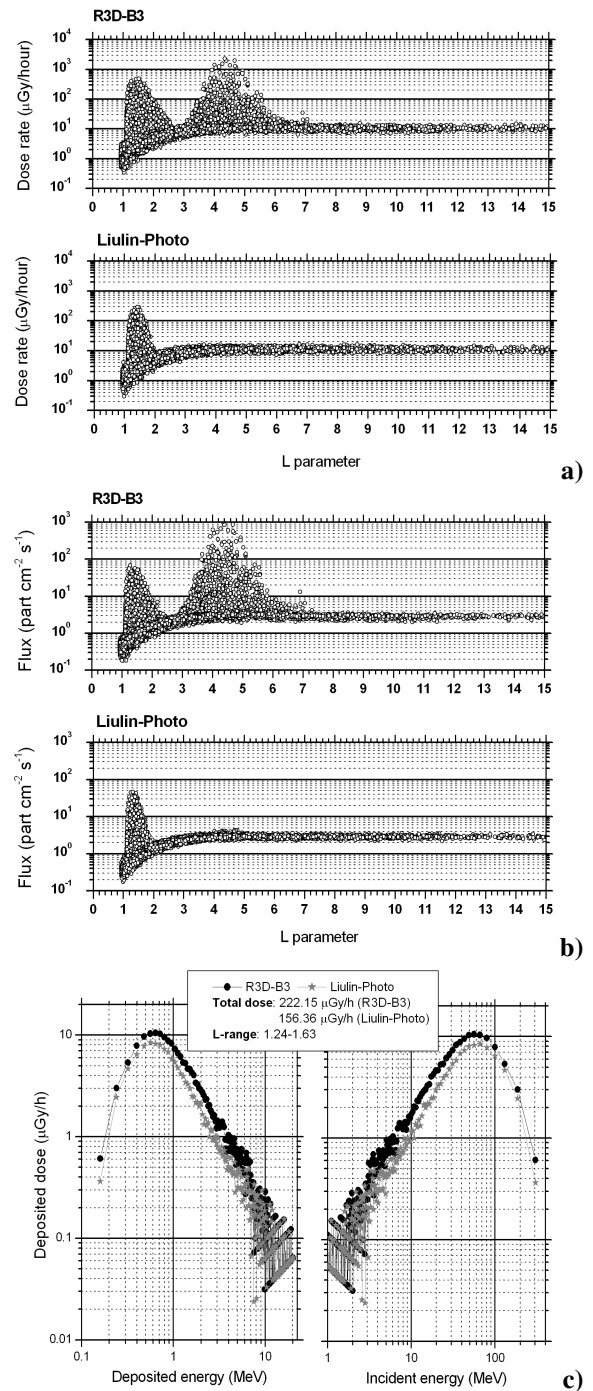 R3D-B3
Dose rate (μGy/hour)
10⁴
10³
10²
10¹
10⁰
10⁻¹
0 1 2 3 4 5 6 7 8 9 10 11 12 13 14 15
Liulin-Photo
Dose rate (μGy/hour)
10⁴
10³
10²
10¹
10⁰
10⁻¹
0 1 2 3 4 5 6 7 8 9 10 11 12 13 14 15
L parameter
a)
R3D-B3
Flux (part cm⁻² s⁻¹)
10³
10²
10¹
10⁰
10⁻¹
0 1 2 3 4 5 6 7 8 9 10 11 12 13 14 15
Liulin-Photo
Flux (part cm⁻² s⁻¹)
10³
10²
10¹
10⁰
10⁻¹
0 1 2 3 4 5 6 7 8 9 10 11 12 13 14 15
L parameter
b)
R3D-B3 Liulin-Photo
Total dose: 222.15 μGy/h (R3D-B3)
156.36 μGy/h (Liulin-Photo)
L-range: 1.24-1.63
Deposited dose (μGy/h)
10
1
0.1
0.01
0.1 1 10
Deposited energy (MeV)
1 10 100
Incident energy (MeV)
c)